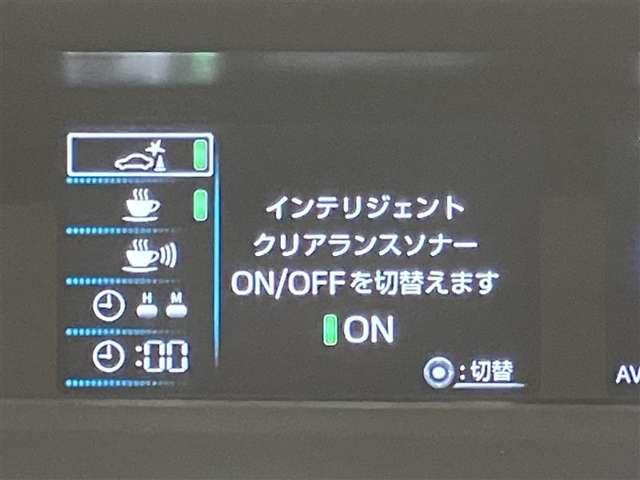 インテリジェント
クリアランスソナー
ON/OFFを切替えます
ON
H M
:00
:切替
AV